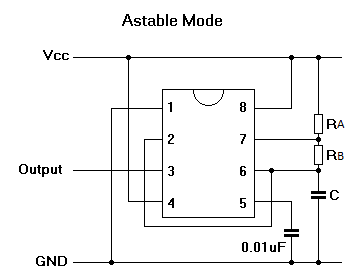 Astable Mode
Vcc
1 8
2 7 RA
RB
Output 3 6
C
4 5
0.01uF
GND